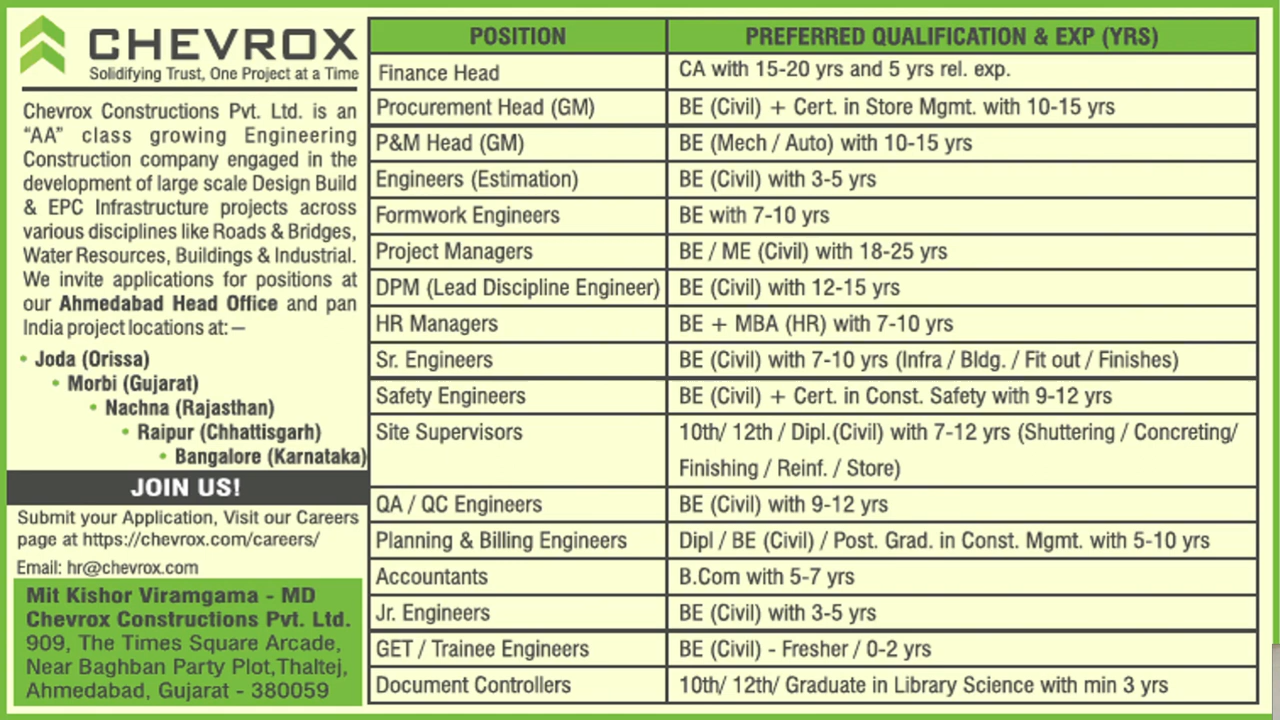 CHEVROX
Solidifying Trust, One Project at a Time
Chevrox Constructions Pvt. Ltd. is an
“AA” class growing Engineering
Construction company engaged in the
development of large scale Design Build
& EPC Infrastructure projects across
various disciplines like Roads & Bridges,
Water Resources, Buildings & Industrial.
We invite applications for positions at
our Ahmedabad Head Office and pan
India project locations at: –
• Joda (Orissa)
• Morbi (Gujarat)
• Nachna (Rajasthan)
• Raipur (Chhattisgarh)
• Bangalore (Karnataka)
JOIN US!
Submit your Application, Visit our Careers
page at https://chevrox.com/careers/
Email: hr@chevrox.com
Mit Kishor Viramgama - MD
Chevrox Constructions Pvt. Ltd.
909, The Times Square Arcade,
Near Baghban Party Plot,Thaltej,
Ahmedabad, Gujarat - 380059
POSITION PREFERRED QUALIFICATION & EXP (YRS)
Finance Head CA with 15-20 yrs and 5 yrs rel. exp.
Procurement Head (GM) BE (Civil) + Cert. in Store Mgmt. with 10-15 yrs
P&M Head (GM) BE (Mech / Auto) with 10-15 yrs
Engineers (Estimation) BE (Civil) with 3-5 yrs
Formwork Engineers BE with 7-10 yrs
Project Managers BE / ME (Civil) with 18-25 yrs
DPM (Lead Discipline Engineer) BE (Civil) with 12-15 yrs
HR Managers BE + MBA (HR) with 7-10 yrs
Sr. Engineers BE (Civil) with 7-10 yrs (Infra / Bldg. / Fit out / Finishes)
Safety Engineers BE (Civil) + Cert. in Const. Safety with 9-12 yrs
Site Supervisors 10th/ 12th / Dipl.(Civil) with 7-12 yrs (Shuttering / Concreting/
Finishing / Reinf. / Store)
QA / QC Engineers BE (Civil) with 9-12 yrs
Planning & Billing Engineers Dipl / BE (Civil) / Post. Grad. in Const. Mgmt. with 5-10 yrs
Accountants B.Com with 5-7 yrs
Jr. Engineers BE (Civil) with 3-5 yrs
GET / Trainee Engineers BE (Civil) - Fresher / 0-2 yrs
Document Controllers 10th/ 12th/ Graduate in Library Science with min 3 yrs